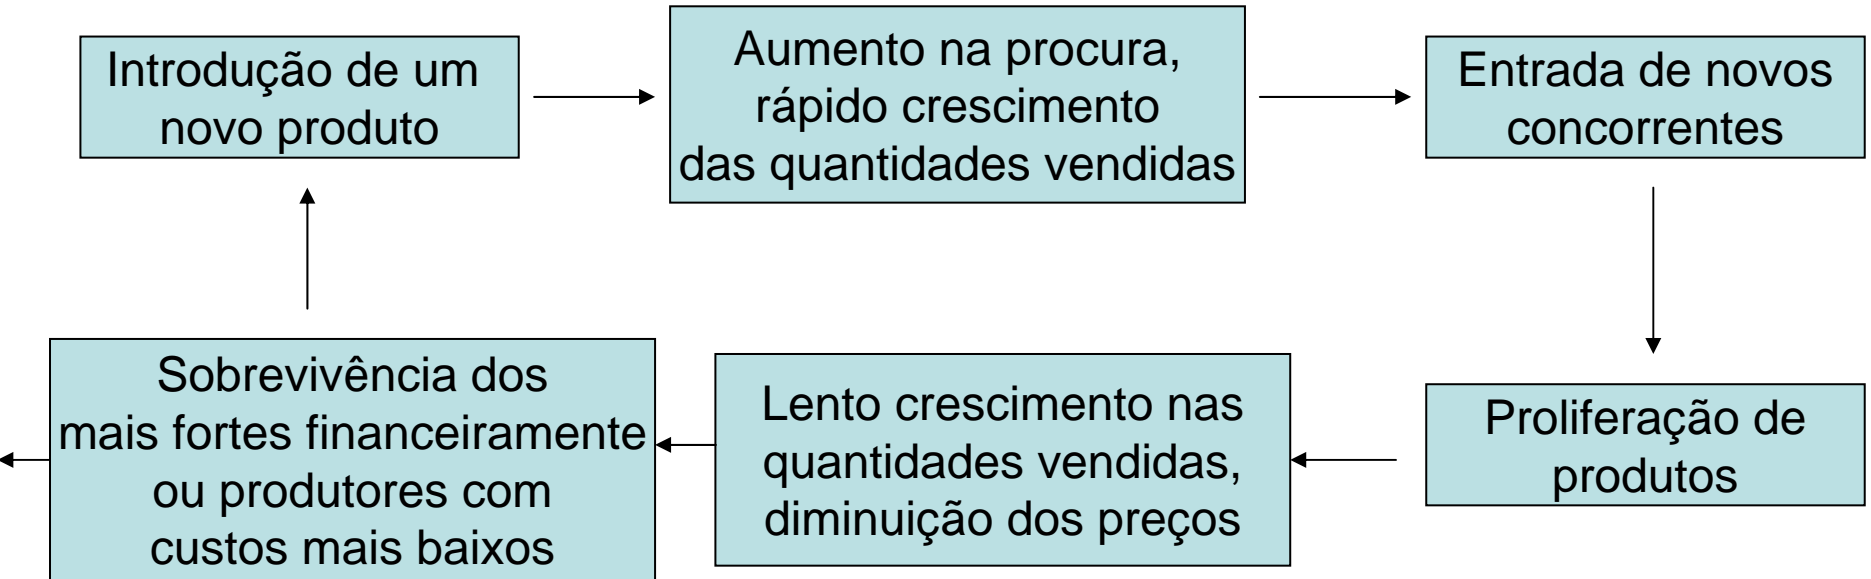 Introdução de um
novo produto
Aumento na procura,
rápido crescimento
das quantidades vendidas
Entrada de novos
concorrentes
Proliferação de
produtos
Lento crescimento nas
quantidades vendidas,
diminuição dos preços
Sobrevivência dos
mais fortes financeiramente
ou produtores com
custos mais baixos